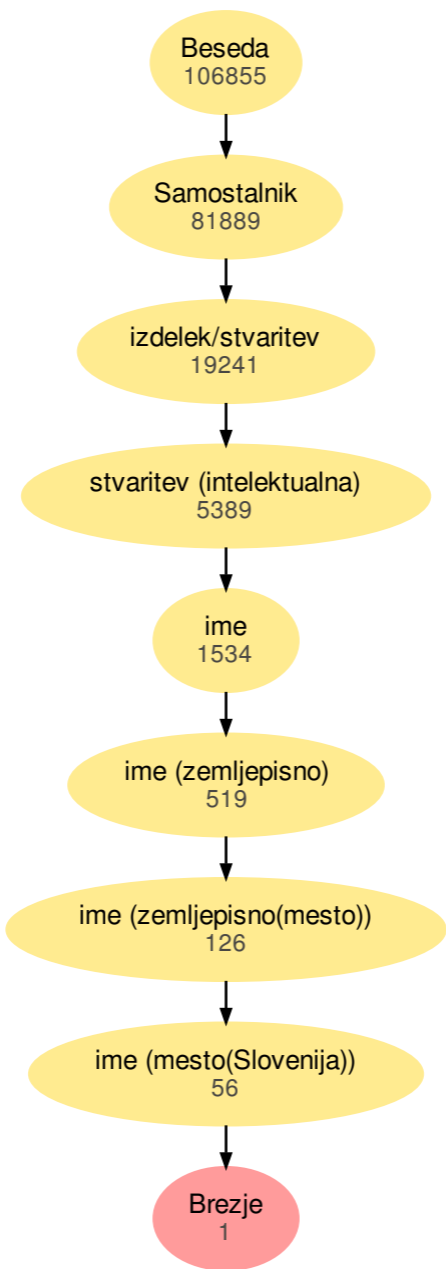 Beseda
106855
Samostalnik
81889
izdelek/stvaritev
19241
stvaritev (intelektualna)
5389
ime
1534
ime (zemljepisno)
519
ime (zemljepisno(mesto))
126
ime (mesto(Slovenija))
56
Brezje
1